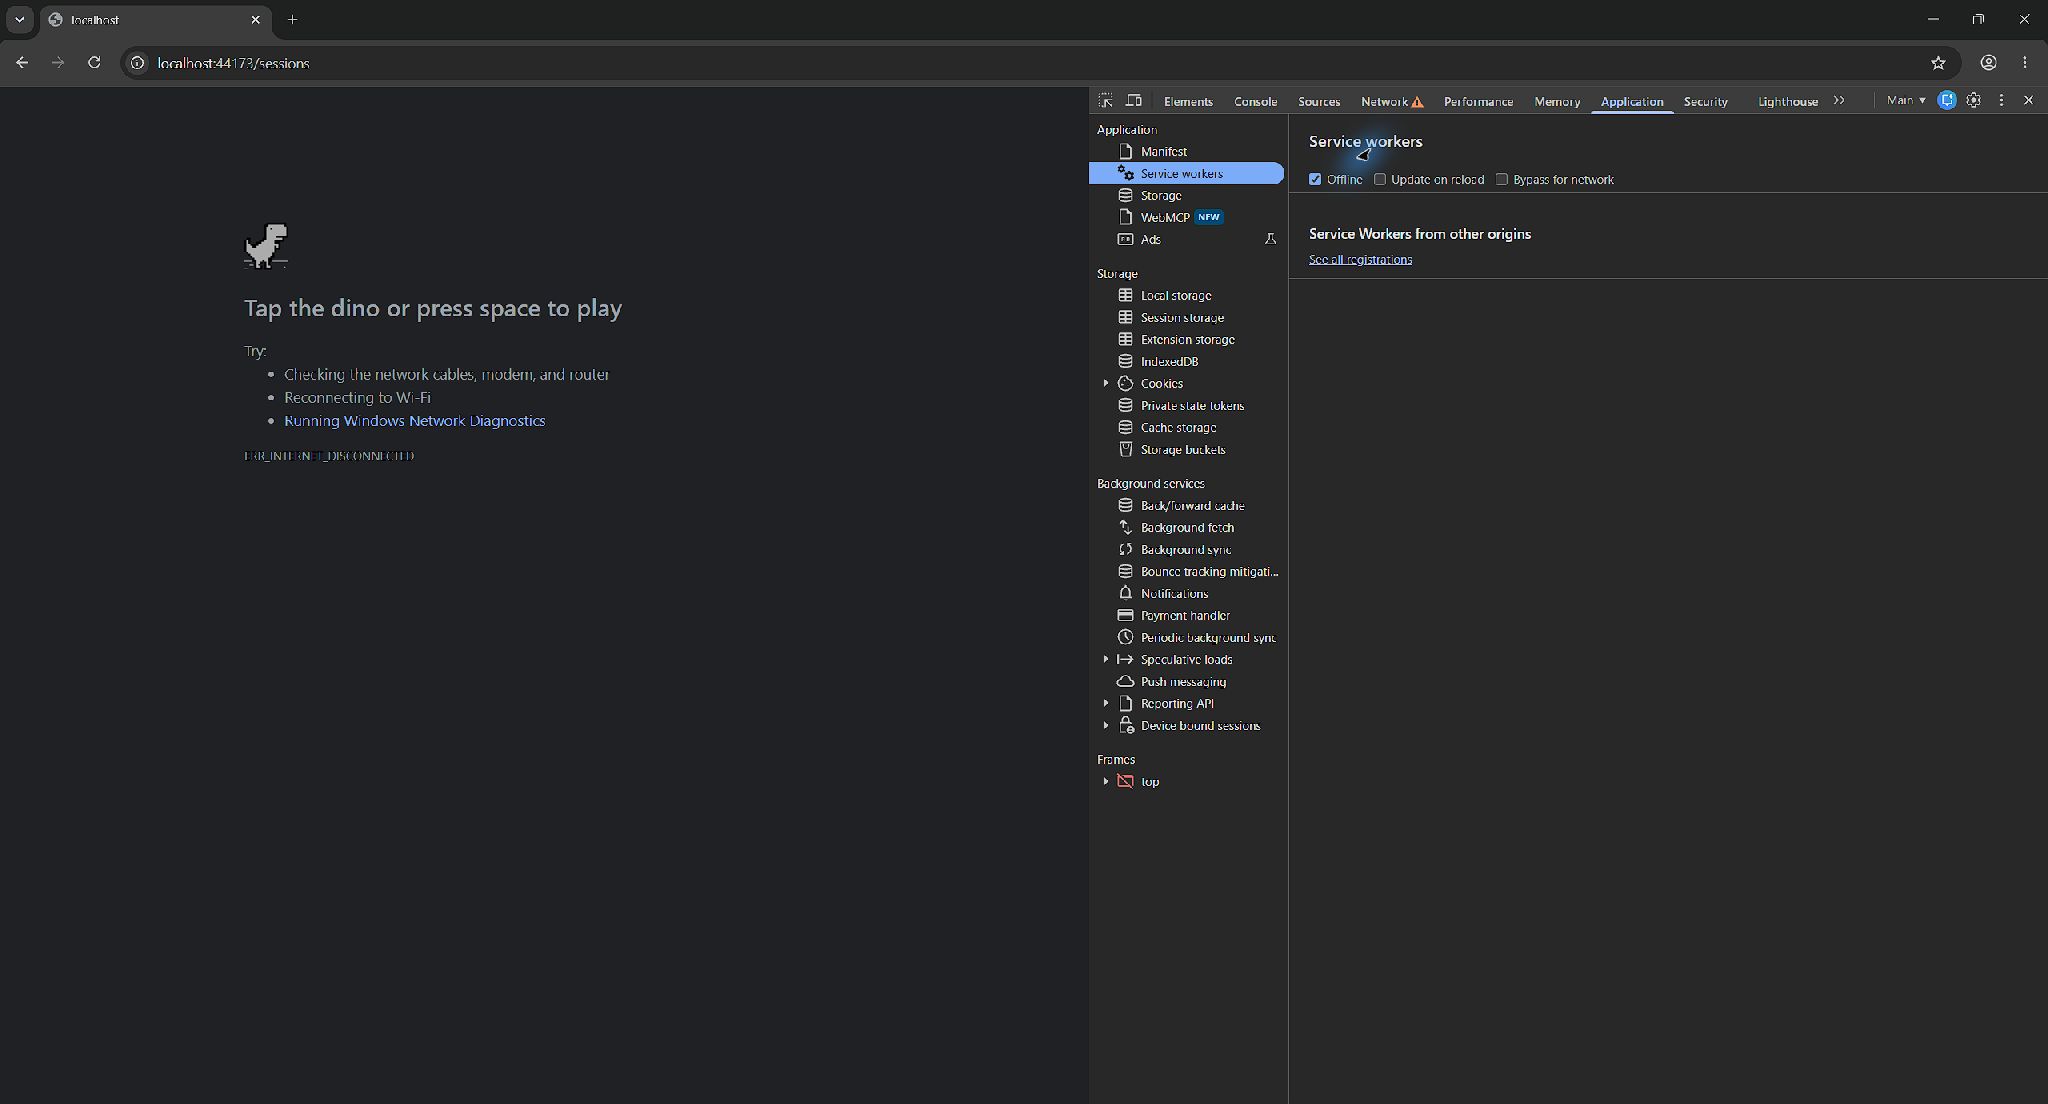 localhost
localhost:44173/sessions
Elements Console Sources Network Performance Memory Application Security Lighthouse Main
Tap the dino or press space to play
Try:
Checking the network cables, modem, and router
Reconnecting to Wi-Fi
Running Windows Network Diagnostics
ERR_INTERNET_DISCONNECTED
Application
Manifest
Service workers
Storage
WebMCP NEW
Ads
Storage
Local storage
Session storage
Extension storage
IndexedDB
Cookies
Private state tokens
Cache storage
Storage buckets
Background services
Back/forward cache
Background fetch
Background sync
Bounce tracking mitigati...
Notifications
Payment handler
Periodic background sync
Speculative loads
Push messaging
Reporting API
Device bound sessions
Frames
top
Service workers
Offline Update on reload Bypass for network
Service Workers from other origins
See all registrations